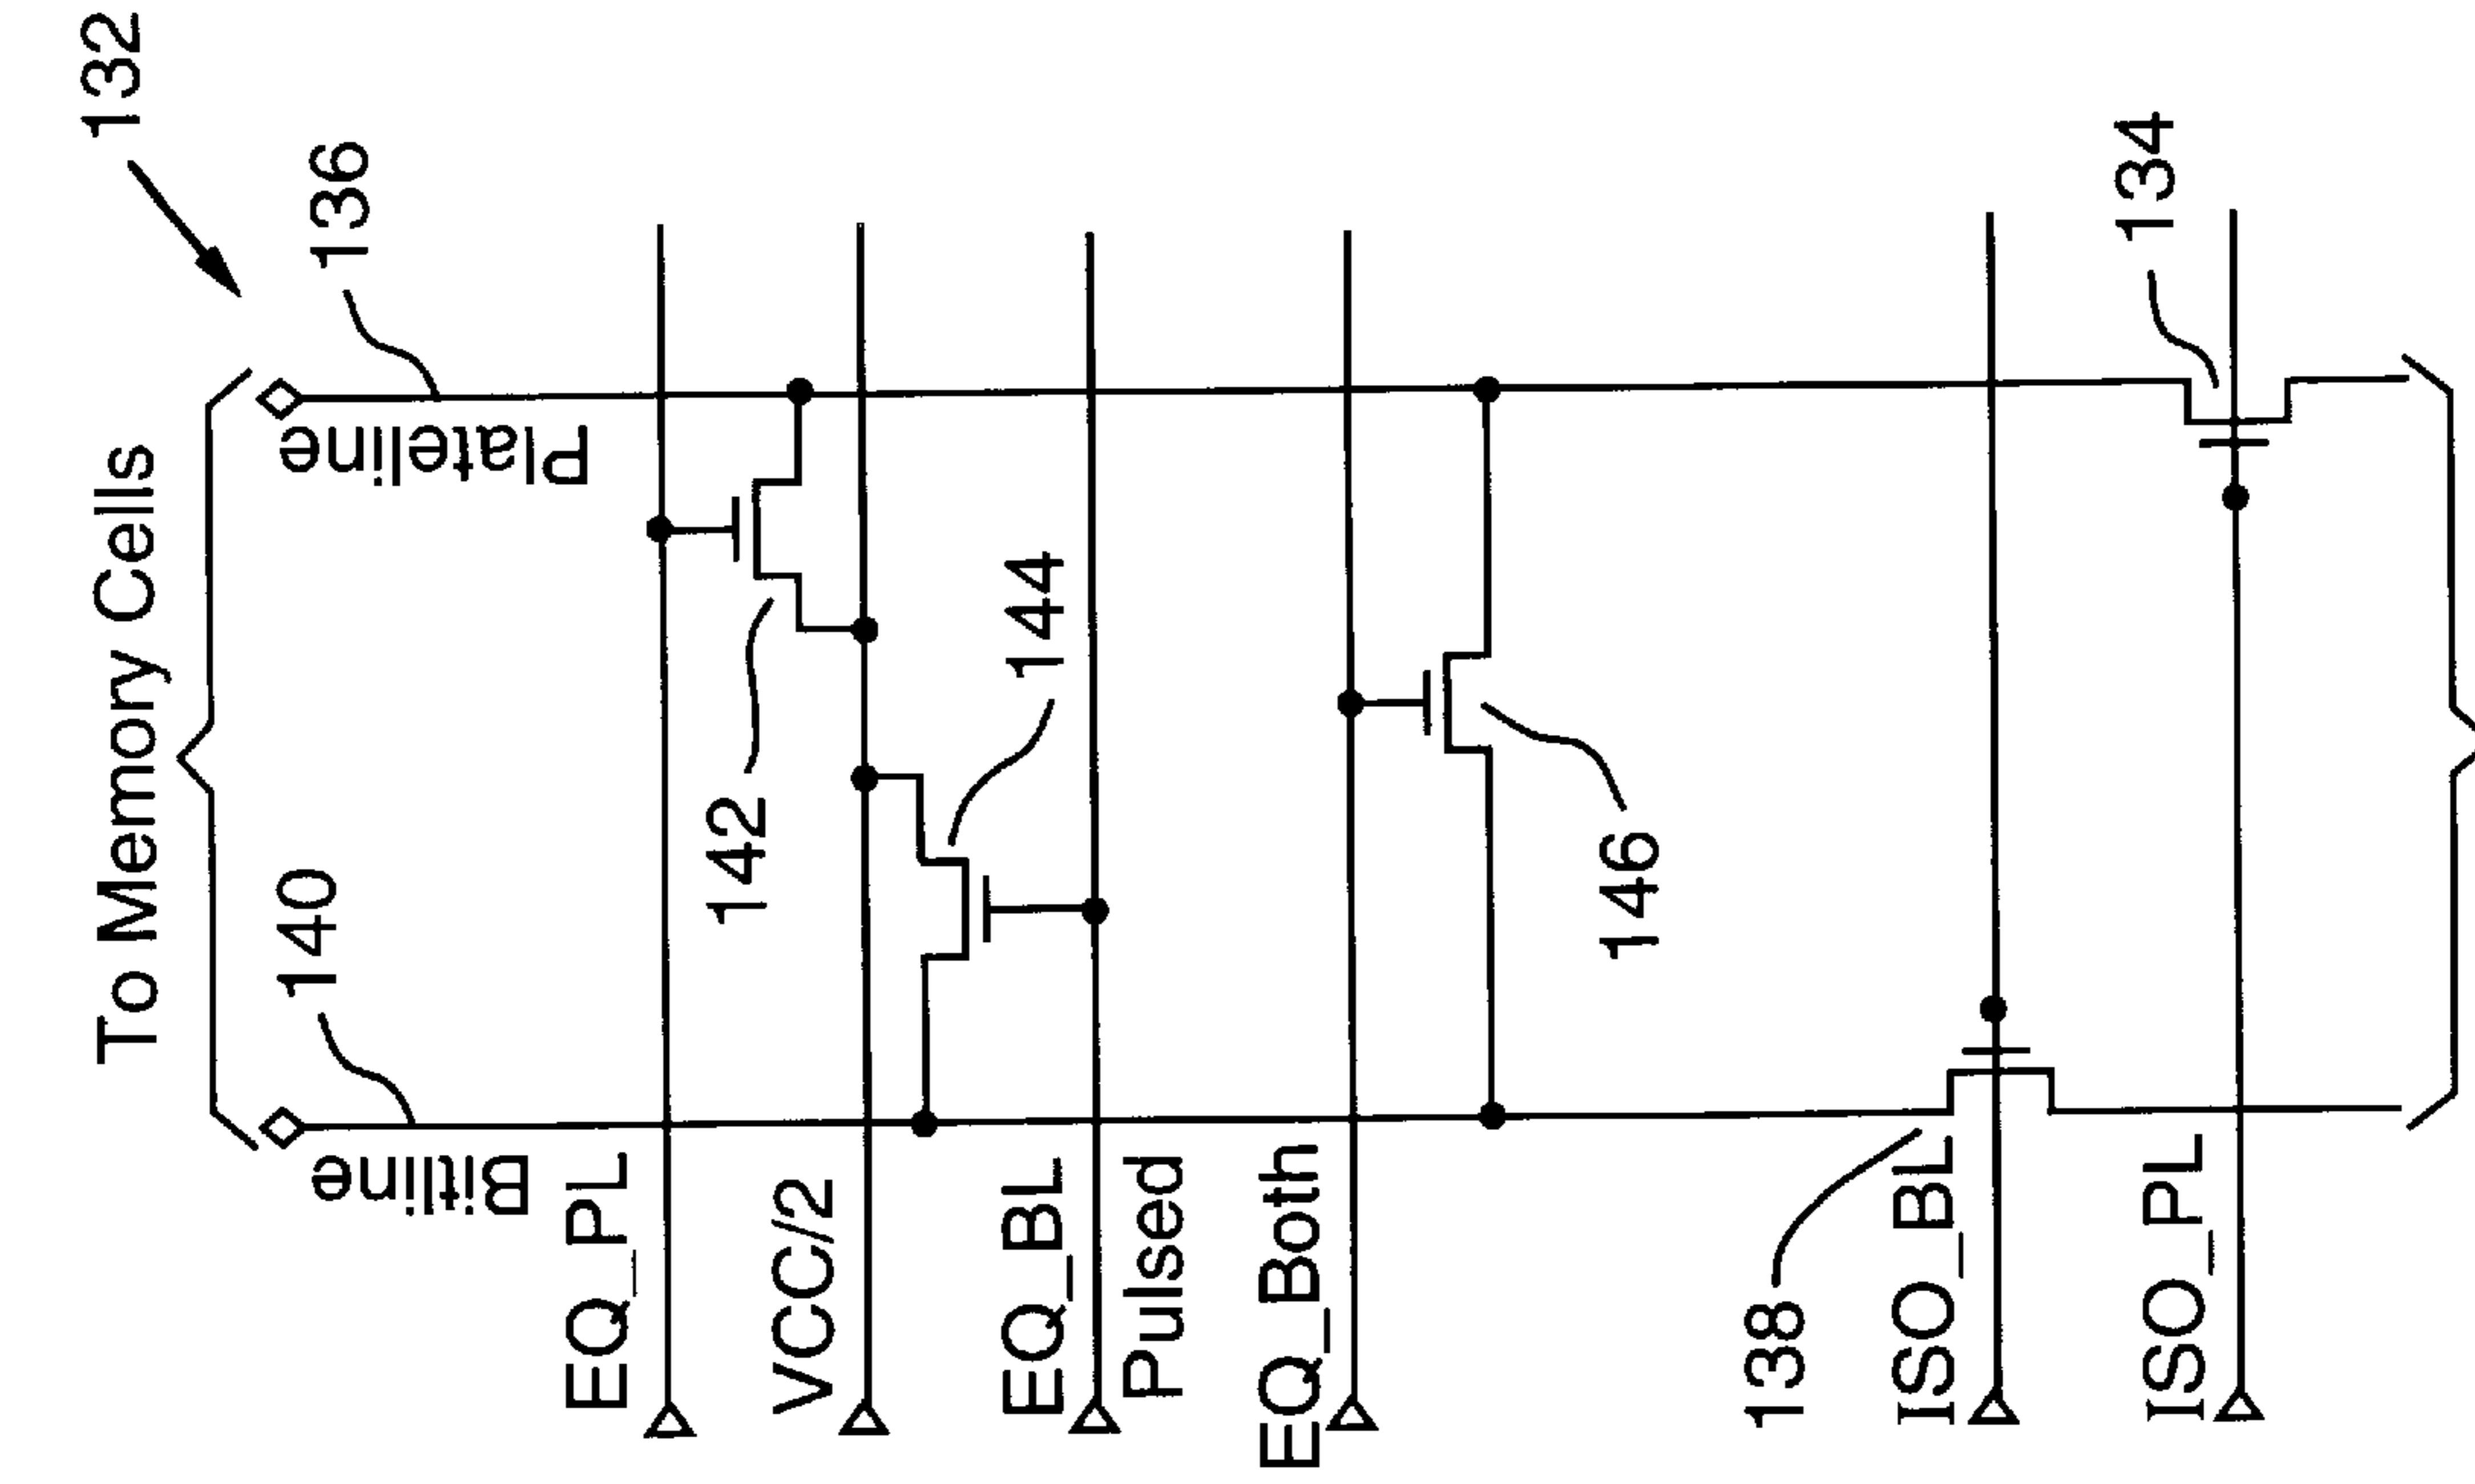 132
To Memory Cells
140
136
Bitline
Plateline
EQ_PL
142
VCC//2
144
EQ_BL
Pulsed
EQ_Both
146
138
ISO_BL
134
ISO_PL